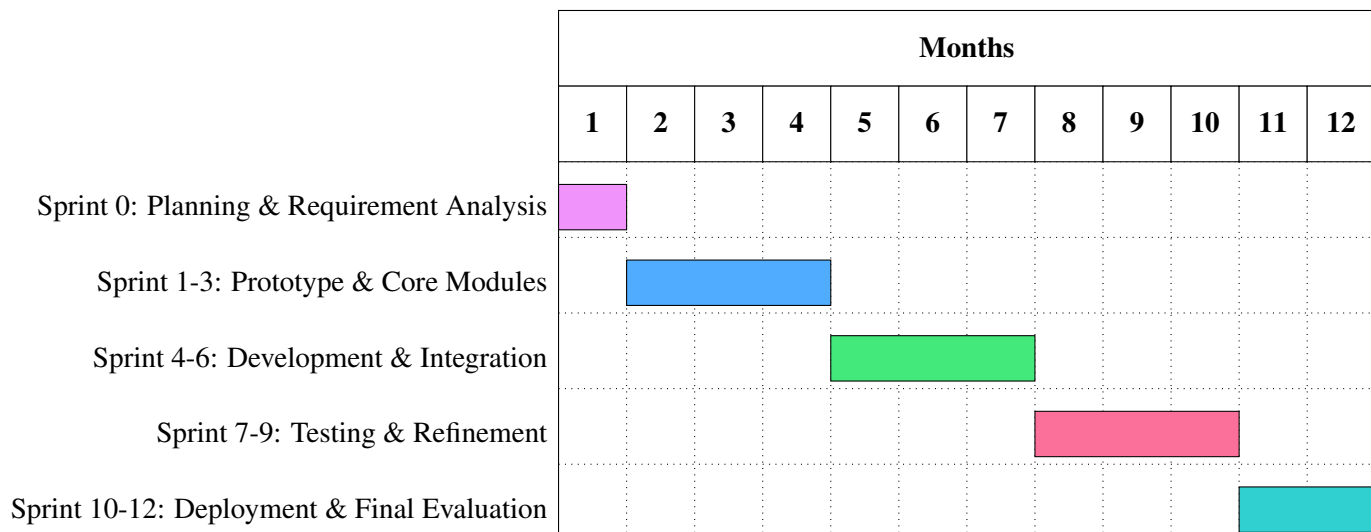 Months
1 2 3 4 5 6 7 8 9 10 11 12
Sprint 0: Planning & Requirement Analysis
Sprint 1-3: Prototype & Core Modules
Sprint 4-6: Development & Integration
Sprint 7-9: Testing & Refinement
Sprint 10-12: Deployment & Final Evaluation